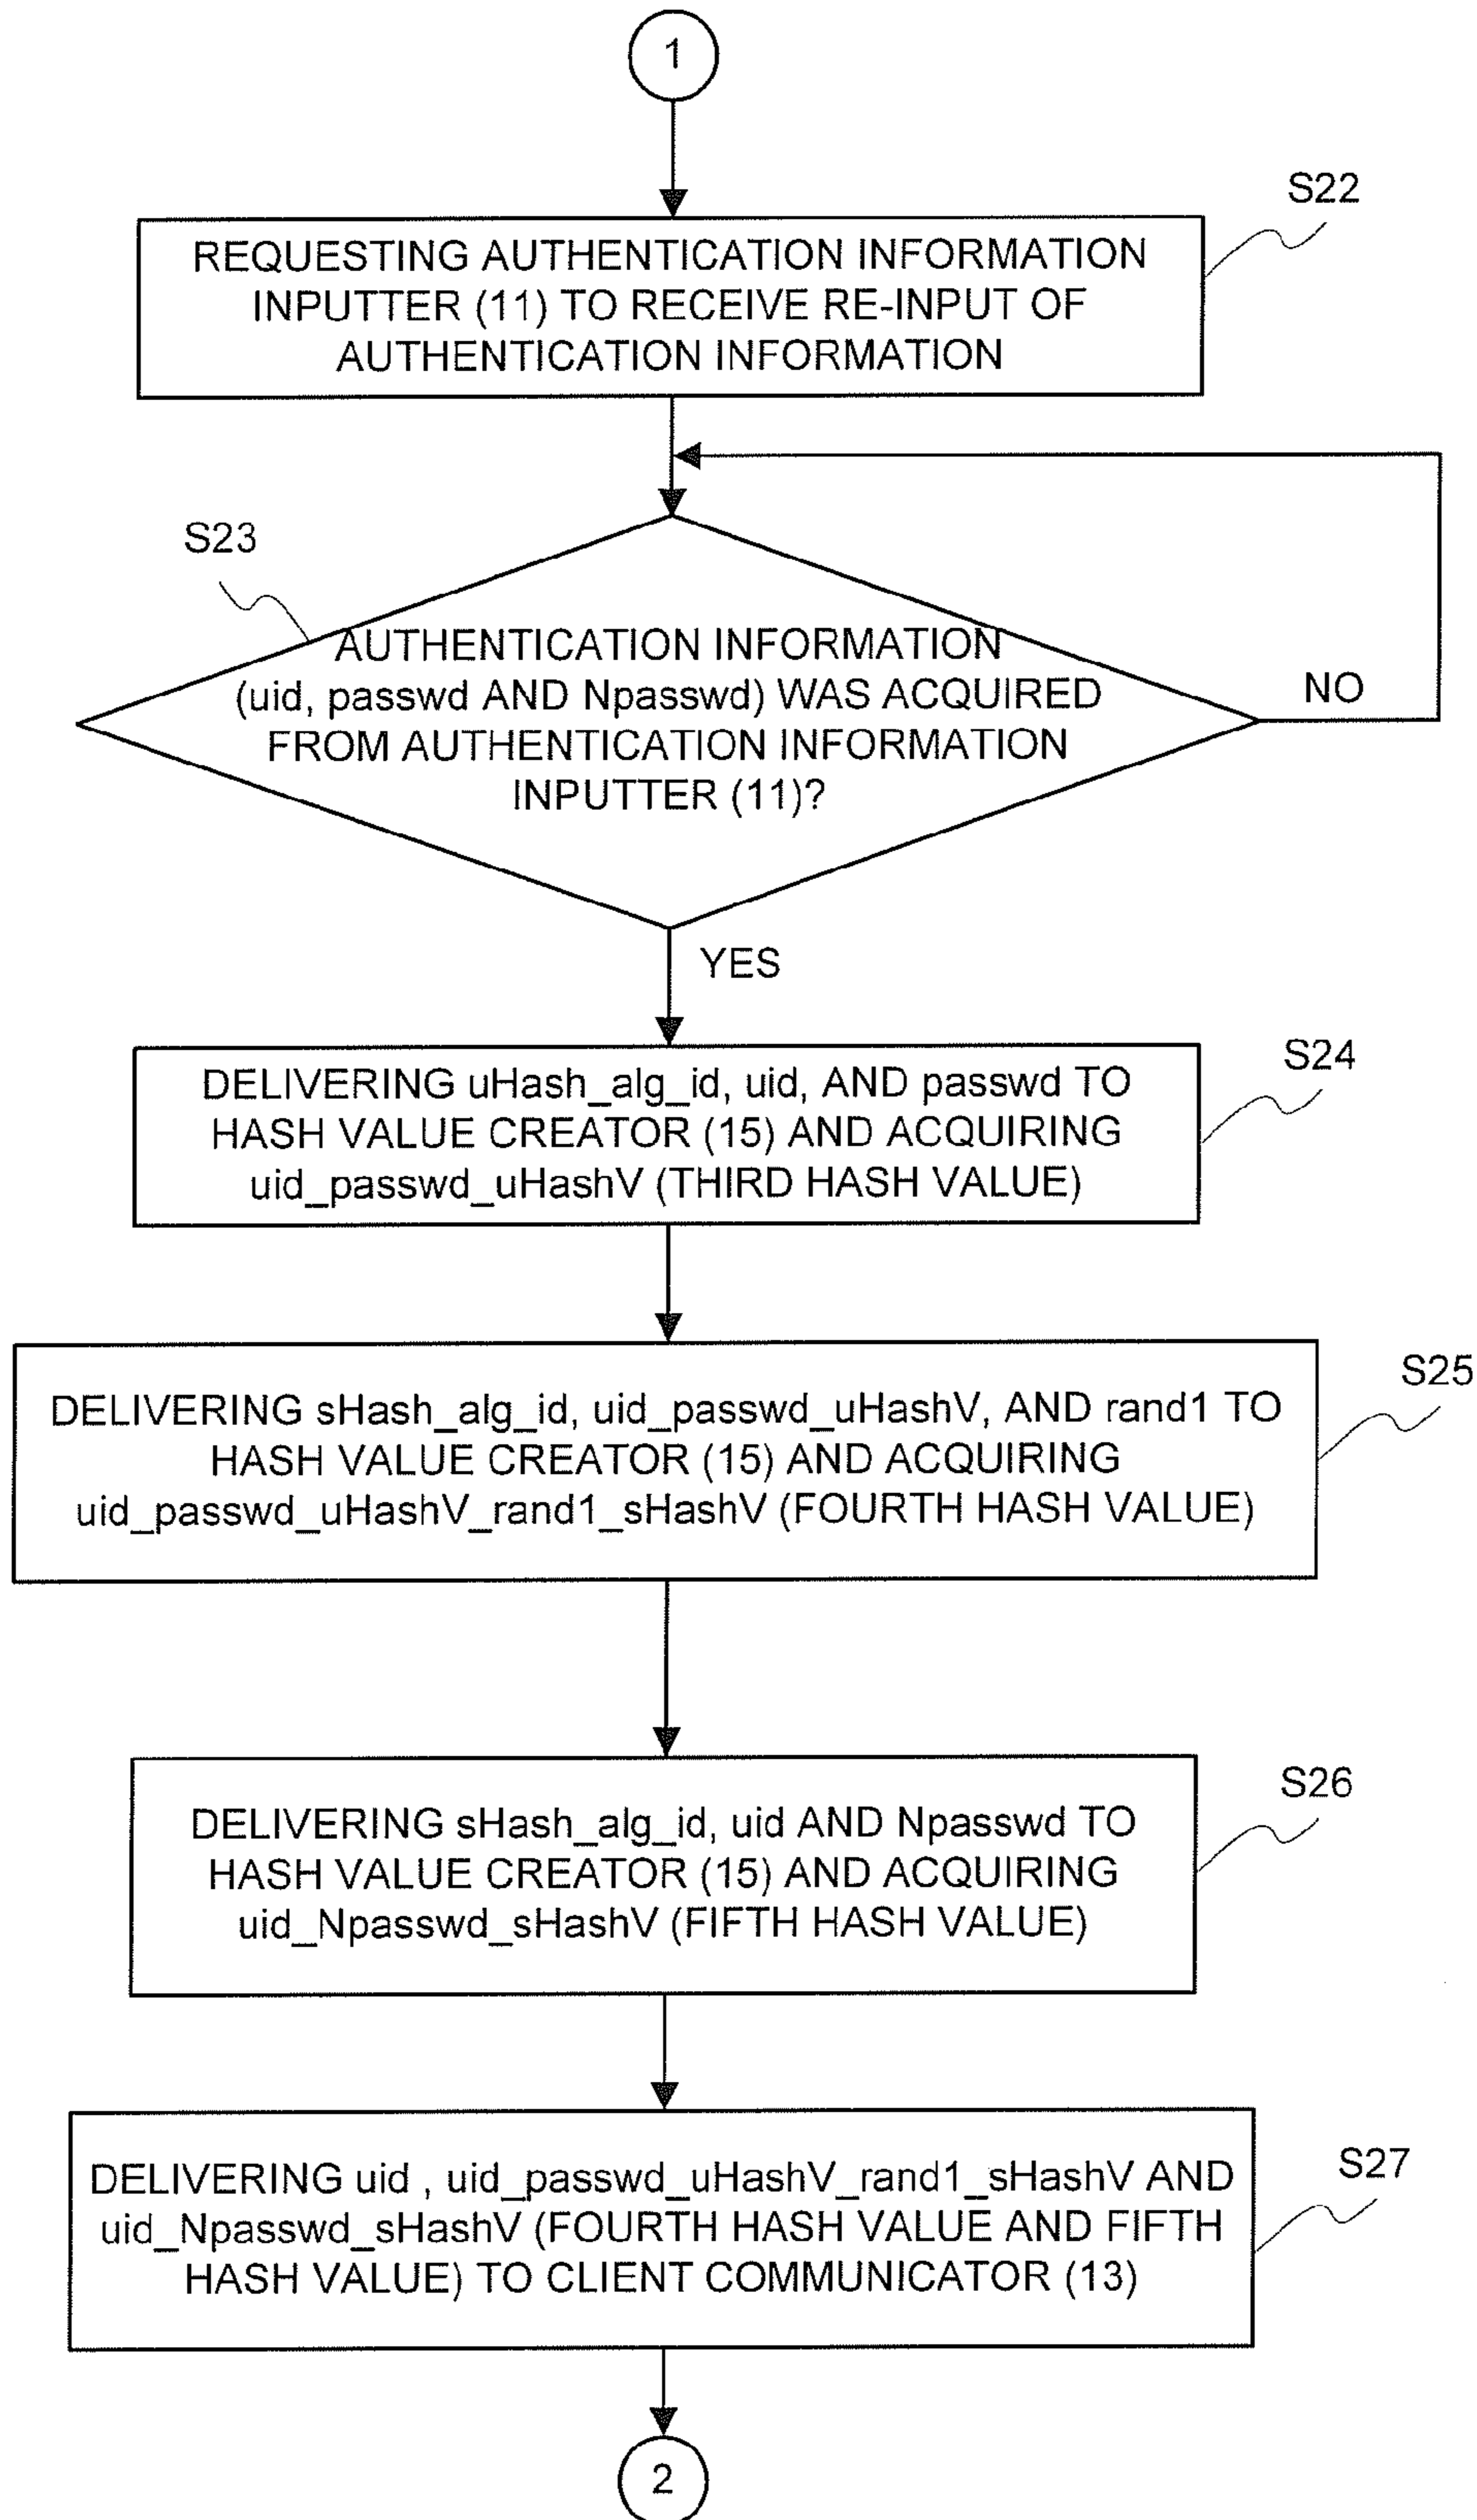 1
S22
REQUESTING AUTHENTICATION INFORMATION
INPUTTER (11) TO RECEIVE RE-INPUT OF
AUTHENTICATION INFORMATION
S23
AUTHENTICATION INFORMATION
(uid, passwd AND Npasswd) WAS ACQUIRED
FROM AUTHENTICATION INFORMATION
INPUTTER (11)?
NO
YES
S24
DELIVERING uHash_alg_id, uid, AND passwd TO
HASH VALUE CREATOR (15) AND ACQUIRING
uid_passwd_uHashV (THIRD HASH VALUE)
S25
DELIVERING sHash_alg_id, uid_passwd_uHashV, AND rand1 TO
HASH VALUE CREATOR (15) AND ACQUIRING
uid_passwd_uHashV_rand1_sHashV (FOURTH HASH VALUE)
S26
DELIVERING sHash_alg_id, uid AND Npasswd TO
HASH VALUE CREATOR (15) AND ACQUIRING
uid_Npasswd_sHashV (FIFTH HASH VALUE)
S27
DELIVERING uid , uid_passwd_uHashV_rand1_sHashV AND
uid_Npasswd_sHashV (FOURTH HASH VALUE AND FIFTH
HASH VALUE) TO CLIENT COMMUNICATOR (13)
2